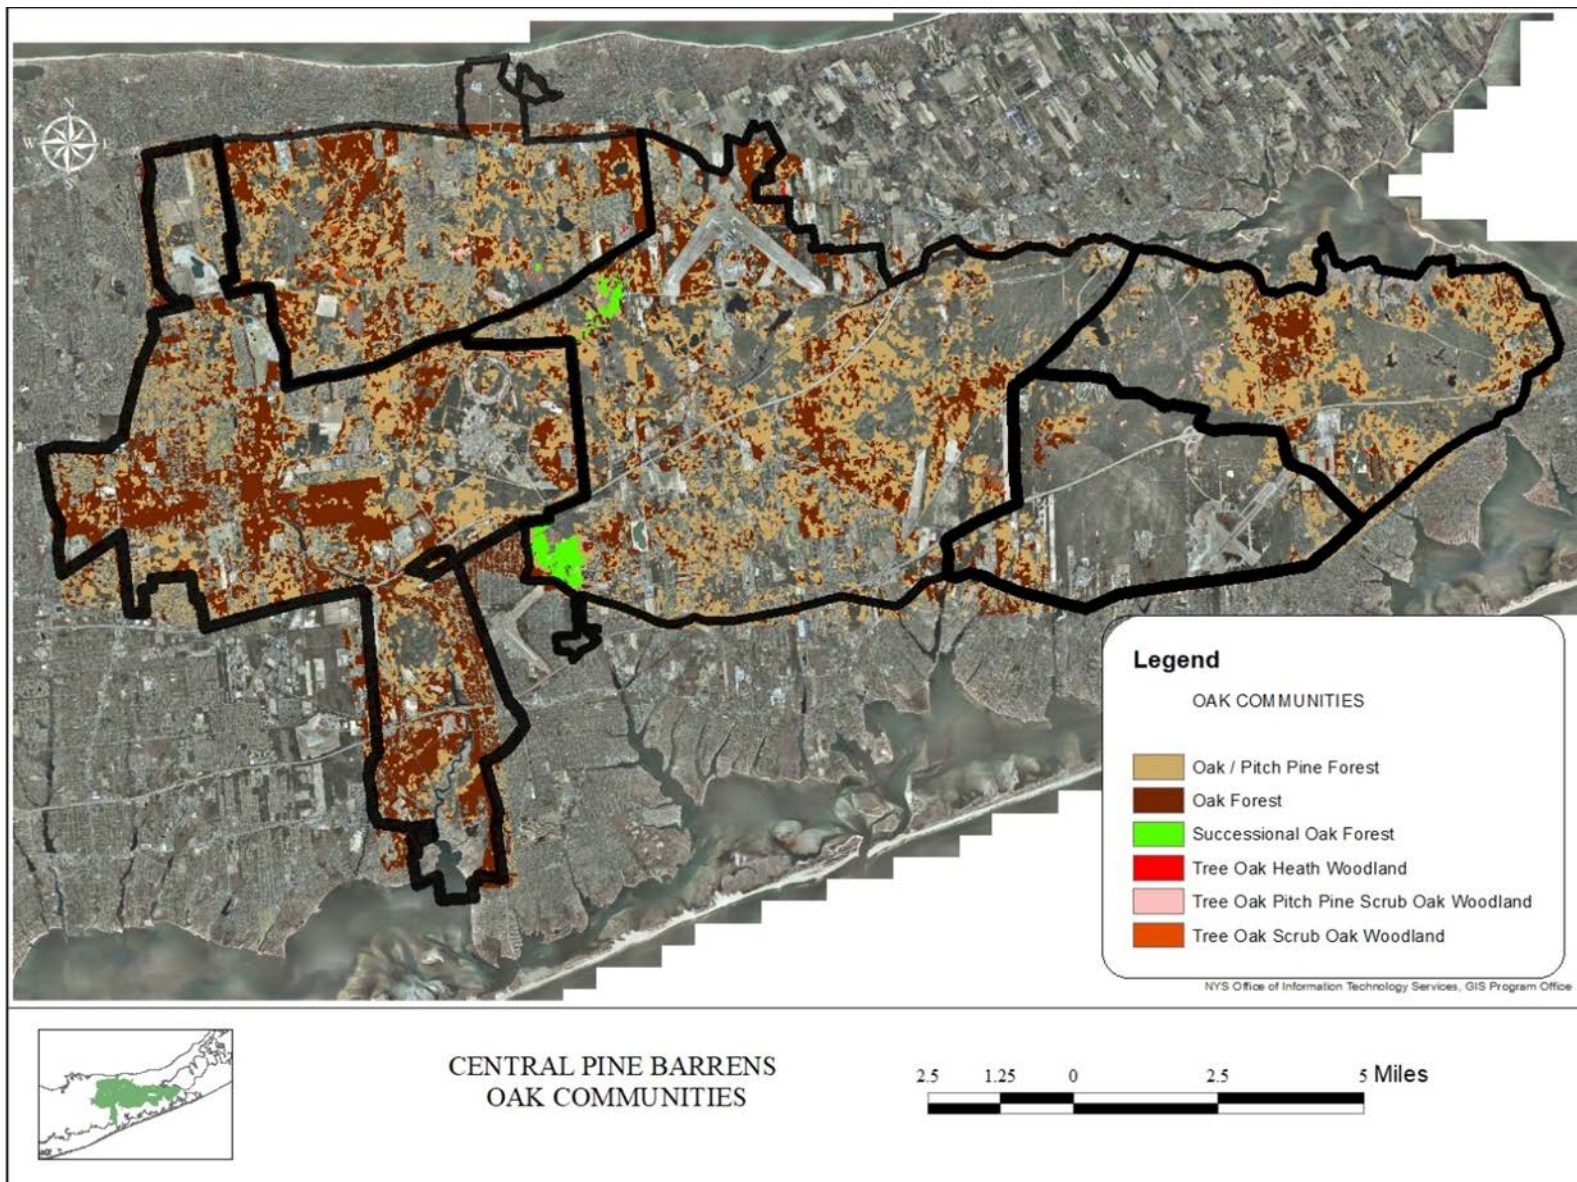 N
W
E
S
Legend
OAK COMMUNITIES
Oak / Pitch Pine Forest
Oak Forest
Successional Oak Forest
Tree Oak Heath Woodland
Tree Oak Pitch Pine Scrub Oak Woodland
Tree Oak Scrub Oak Woodland
NYS Office of Information Technology Services, GIS Program Office
CENTRAL PINE BARRENS
OAK COMMUNITIES
2.5 1.25 0 2.5 5 Miles